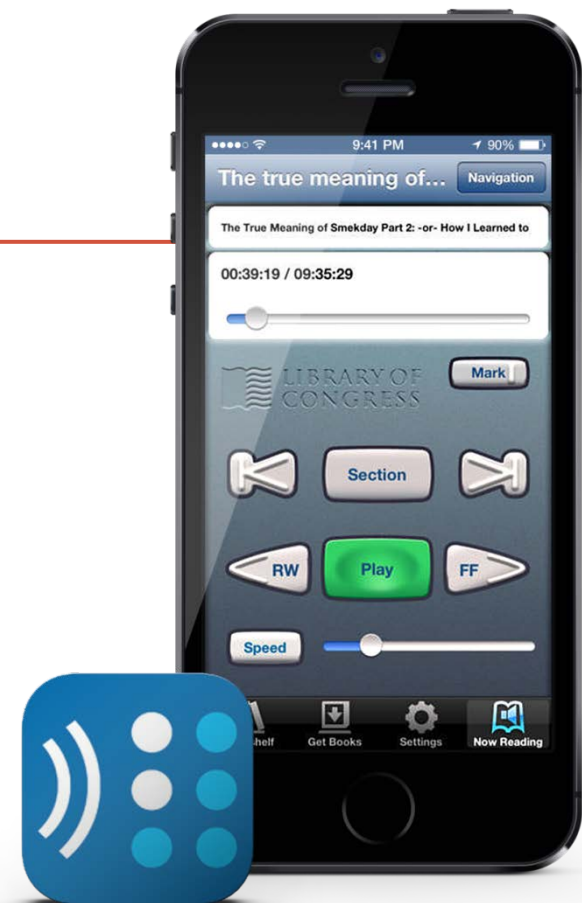 9:41 PM
90%
The true meaning of...
Navigation
The True Meaning of Smekday Part 2: -or- How I Learned to
00:39:19 / 09:35:29
LIBRARY OF
CONGRESS
Mark
Section
RW
Play
FF
Speed
helf
Get Books
Settings
Now Reading